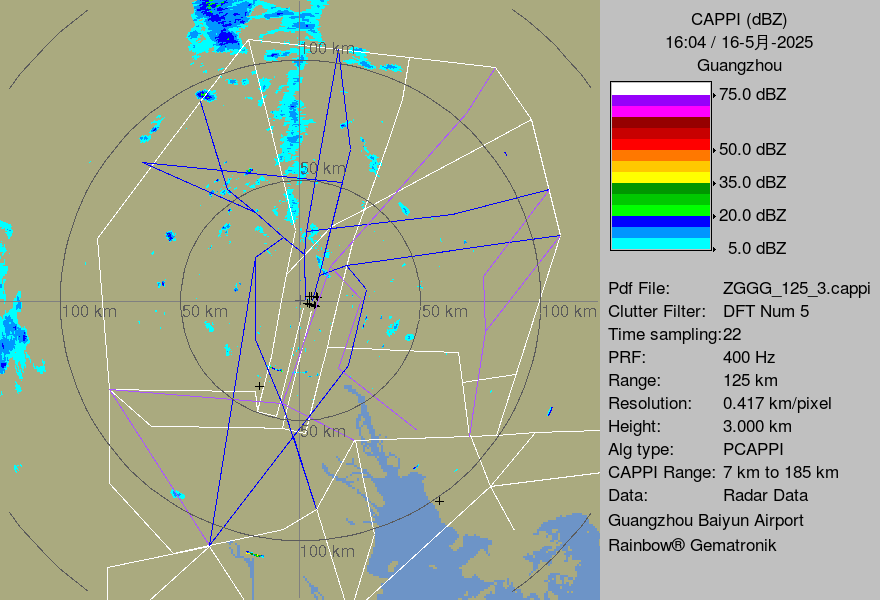 CAPPI (dBZ)
16:04 / 16-5月-2025
Guangzhou
75.0 dBZ
50.0 dBZ
35.0 dBZ
20.0 dBZ
5.0 dBZ
100 km
50 km
100 km
50 km
50 km
100 km
50 km
100 km
Pdf File: ZGGG_125_3.cappi
Clutter Filter: DFT Num 5
Time sampling:22
PRF: 400 Hz
Range: 125 km
Resolution: 0.417 km/pixel
Height: 3.000 km
Alg type: PCAPPI
CAPPI Range: 7 km to 185 km
Data: Radar Data
Guangzhou Baiyun Airport
Rainbow® Gematronik